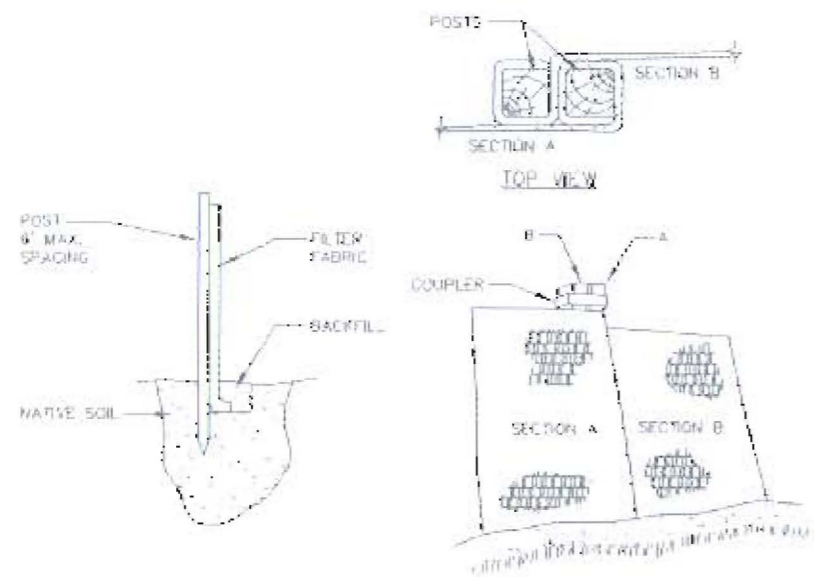 POSTS
SECTION B
SECTION A
TOP VIEW
POST
6' MAX.
SPACING
FILTER
FABRIC
BACKFILL
NATIVE SOIL
B
A
COUPLER
SECTION A
SECTION B